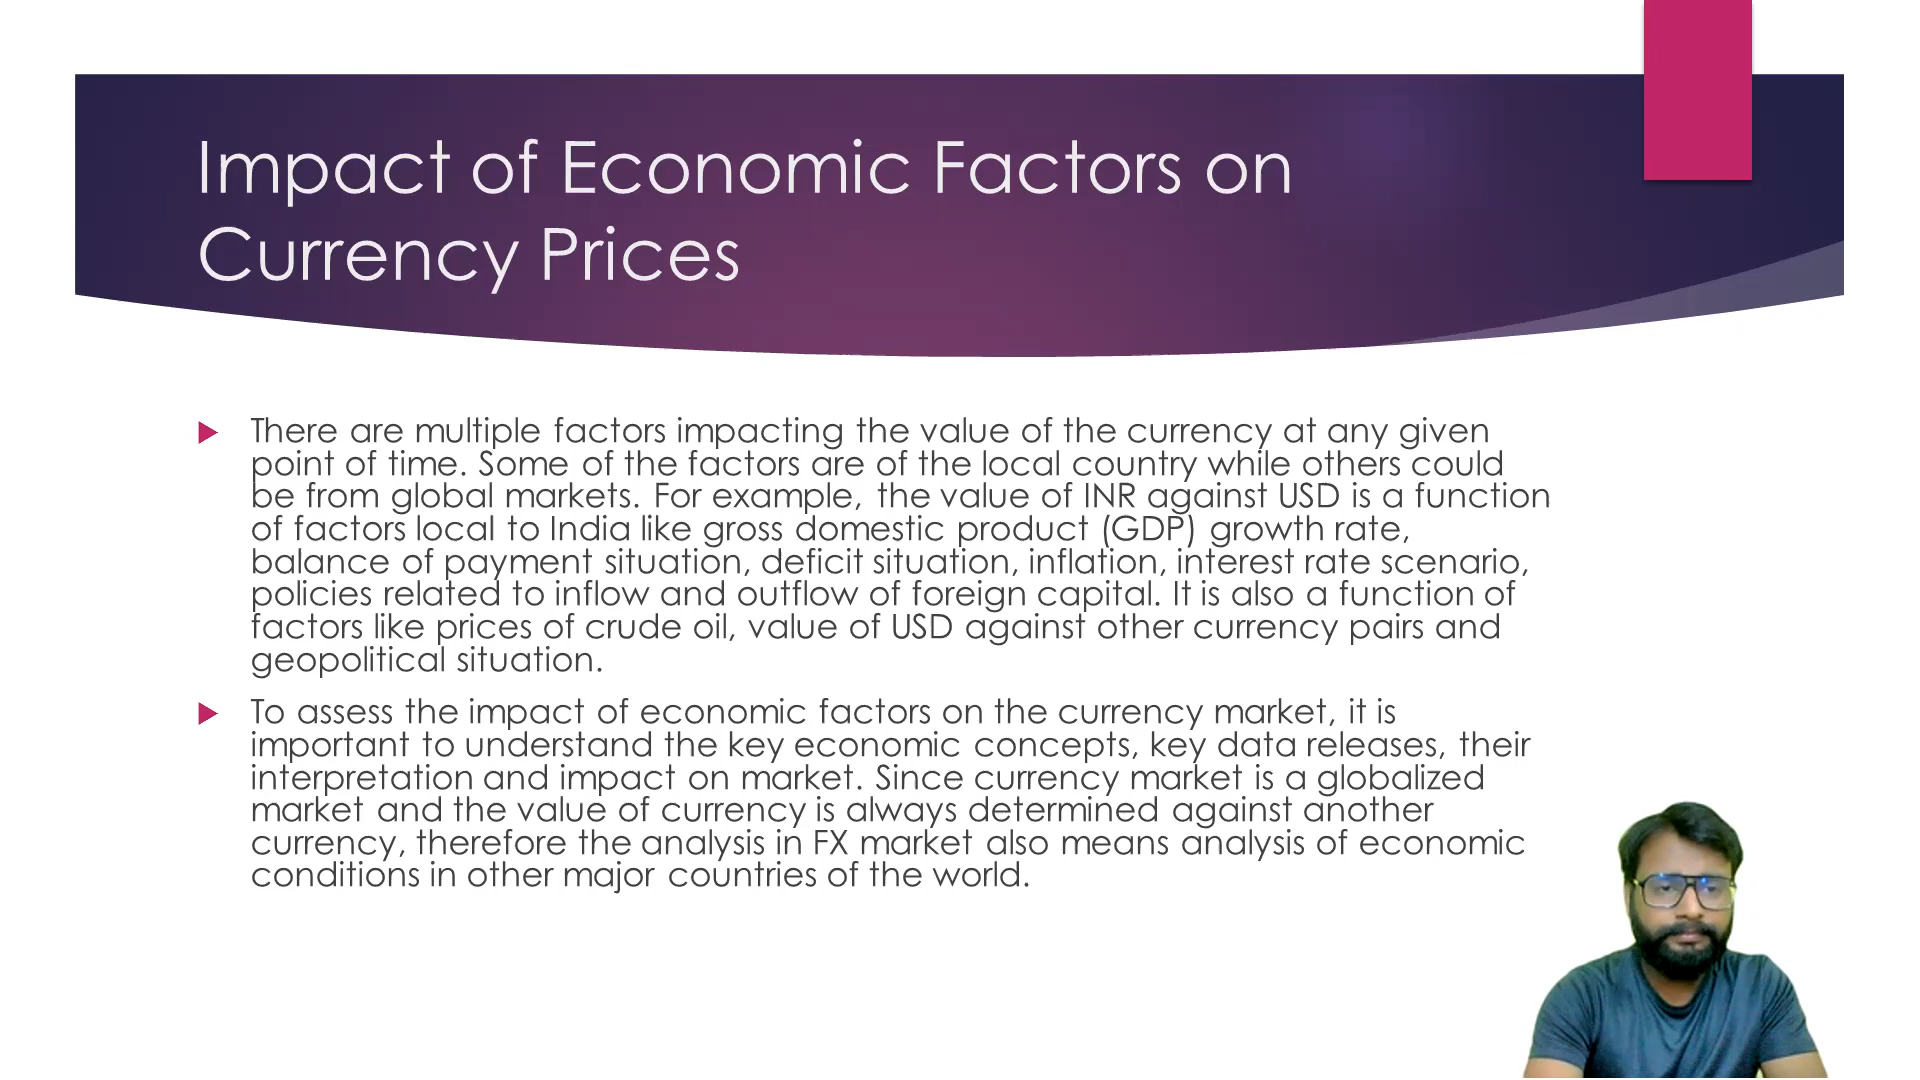 Impact of Economic Factors on
Currency Prices
There are multiple factors impacting the value of the currency at any given
point of time. Some of the factors are of the local country while others could
be from global markets. For example, the value of INR against USD is a function
of factors local to India like gross domestic product (GDP) growth rate,
balance of payment situation, deficit situation, inflation, interest rate scenario,
policies related to inflow and outflow of foreign capital. It is also a function of
factors like prices of crude oil, value of USD against other currency pairs and
geopolitical situation.
To assess the impact of economic factors on the currency market, it is
important to understand the key economic concepts, key data releases, their
interpretation and impact on market. Since currency market is a globalized
market and the value of currency is always determined against another
currency, therefore the analysis in FX market also means analysis of economic
conditions in other major countries of the world.